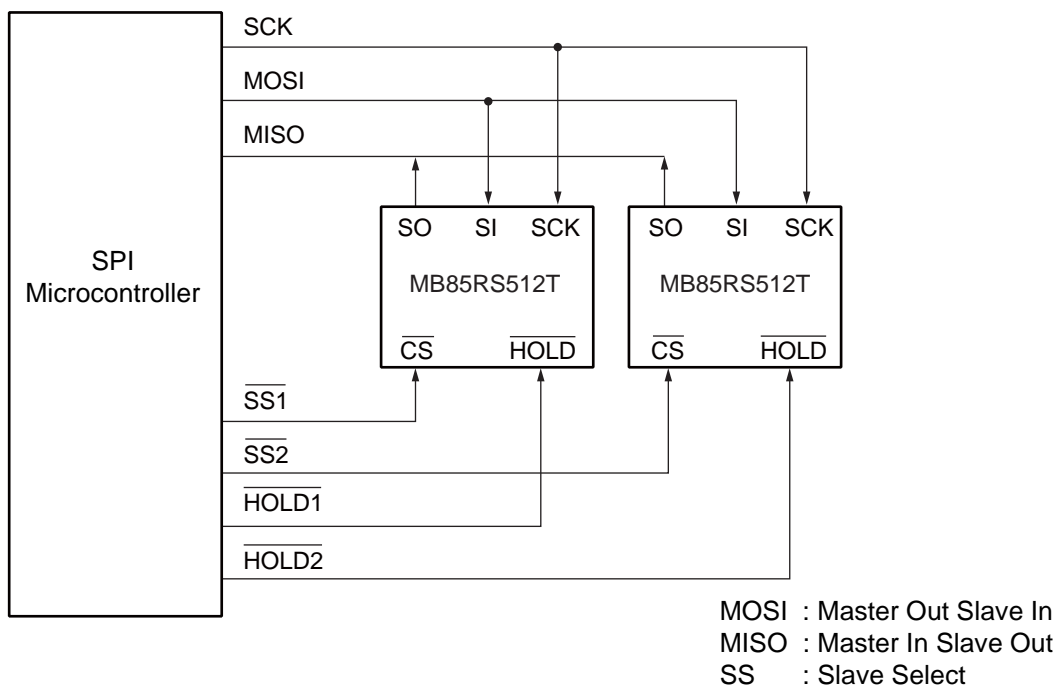 SCK
MOSI
MISO
SO SI SCK
MB85RS512T
CS HOLD
SO SI SCK
MB85RS512T
CS HOLD
SPI
Microcontroller
SS1
SS2
HOLD1
HOLD2
MOSI : Master Out Slave In
MISO : Master In Slave Out
SS : Slave Select